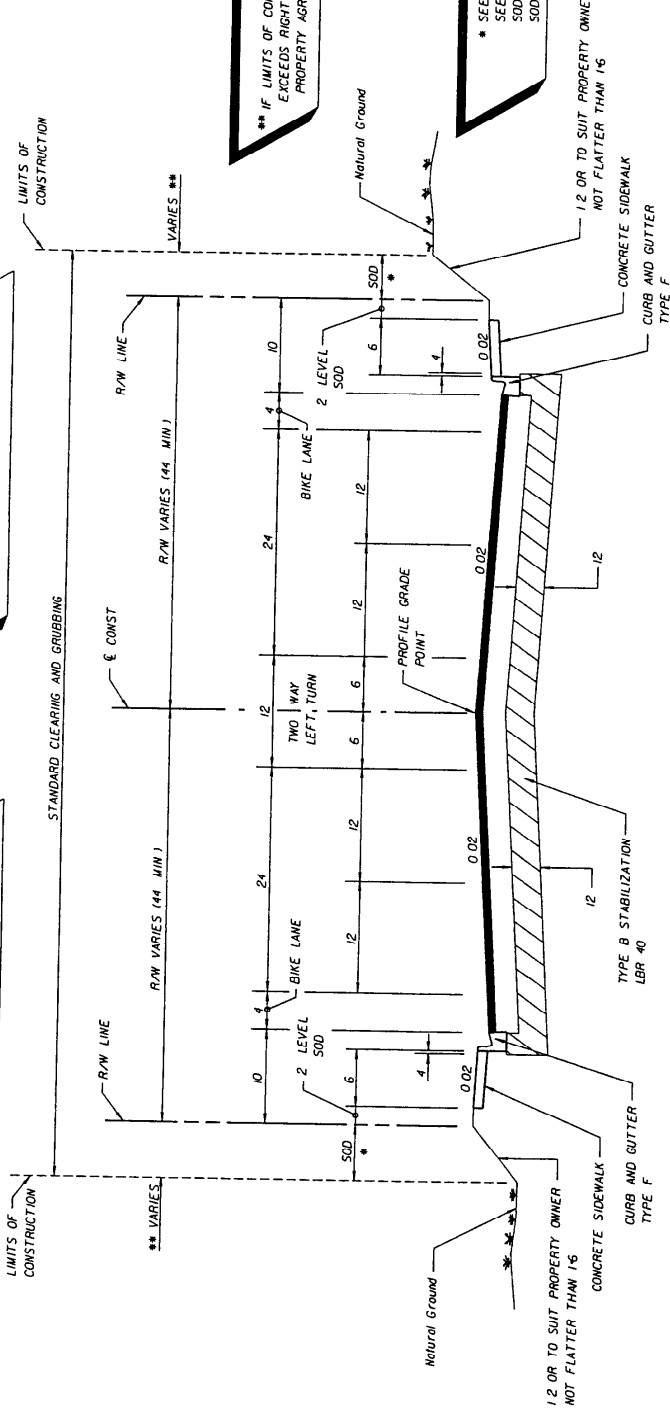 LIMITS OF
CONSTRUCTION
STANDARD CLEARING AND GRUBBING
LIMITS OF
CONSTRUCTION
** VARIES
R/W LINE
R/W VARIES (44 MIN )
℄ CONST
R/W VARIES (44 MIN )
R/W LINE
VARIES **
** IF LIMITS OF CO
EXCEEDS RIGHT
PROPERTY AGR
10
4
24
12
24
4
10
BIKE LANE
TWO WAY
LEFT TURN
BIKE LANE
2 LEVEL
SOD
2 LEVEL
SOD
SOD
*
6
12
12
6
6
12
12
6
SOD
*
4
4
PROFILE GRADE
POINT
Natural Ground
Natural Ground
* SEE
SEE
SOD
SOD
0 02
0 02
0 02
0 02
12
12
1 2 OR TO SUIT PROPERTY OWNER
NOT FLATTER THAN 1 6
CONCRETE SIDEWALK
CURB AND GUTTER
TYPE F
TYPE B STABILIZATION
LBR 40
1 2 OR TO SUIT PROPERTY OWNE
NOT FLATTER THAN 1 6
CONCRETE SIDEWALK
CURB AND GUTTER
TYPE F